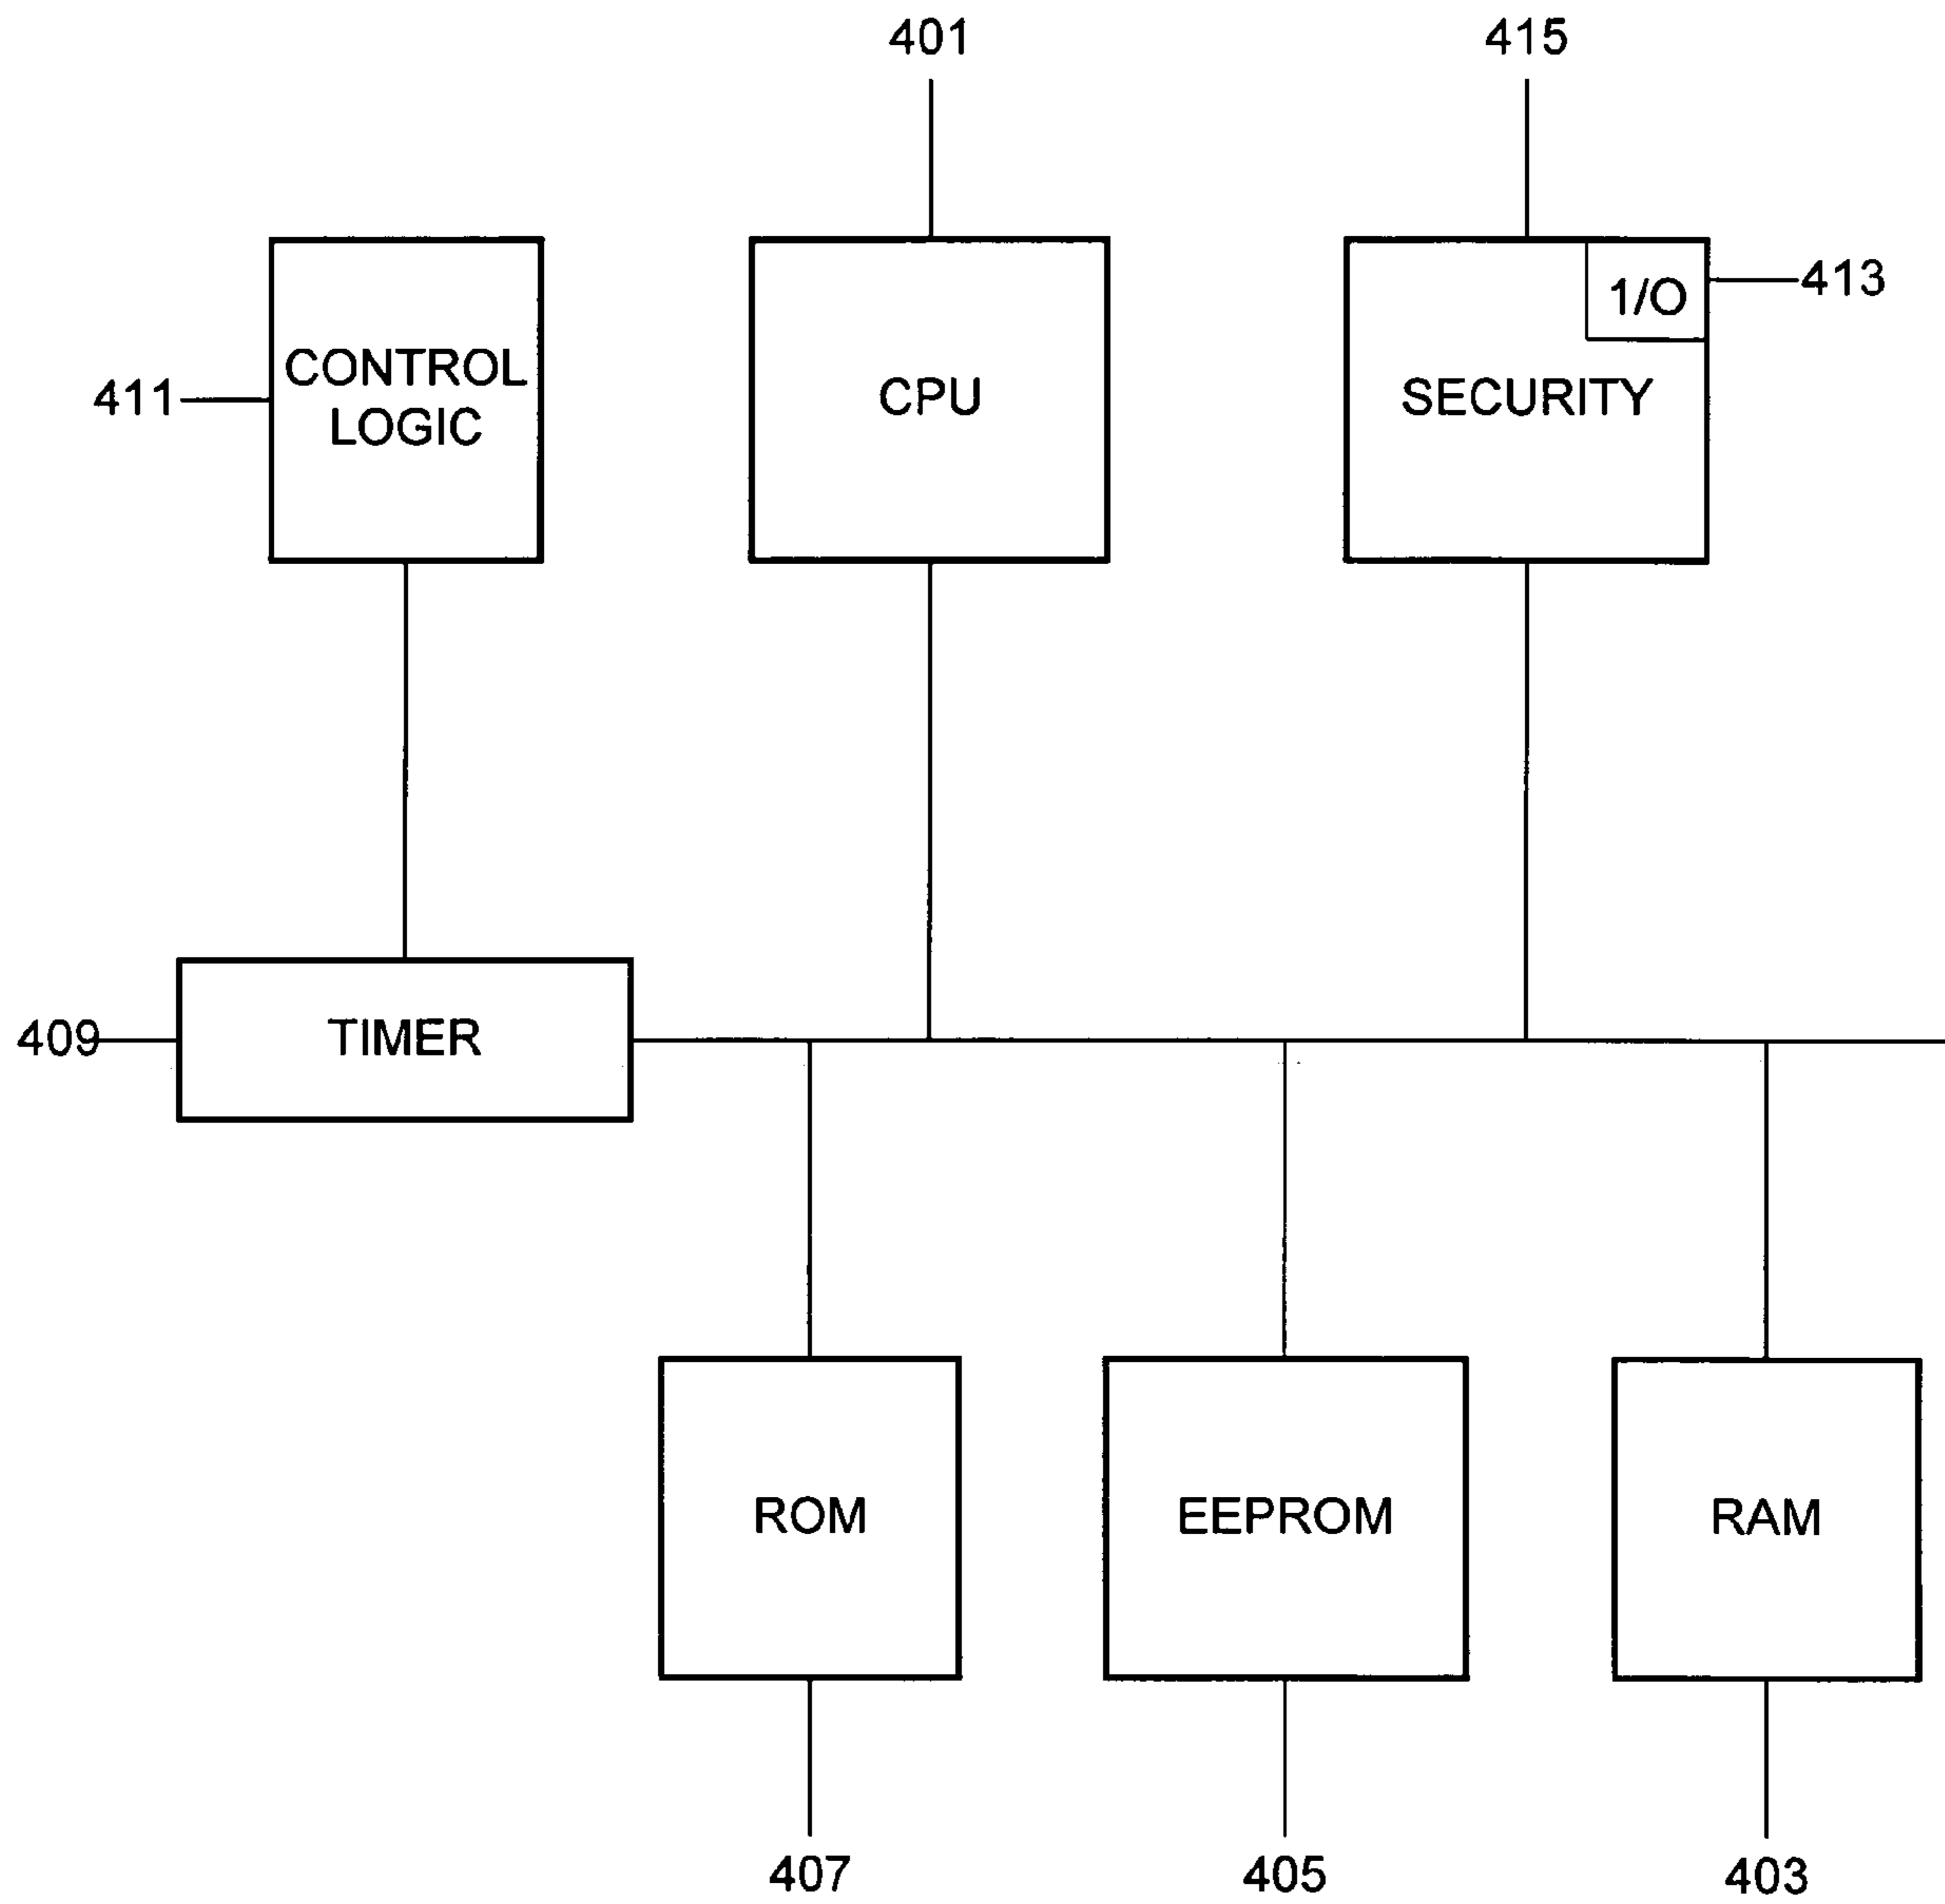 401
415
1/O
413
CONTROL
LOGIC
411
CPU
SECURITY
409
TIMER
ROM
EEPROM
RAM
407
405
403